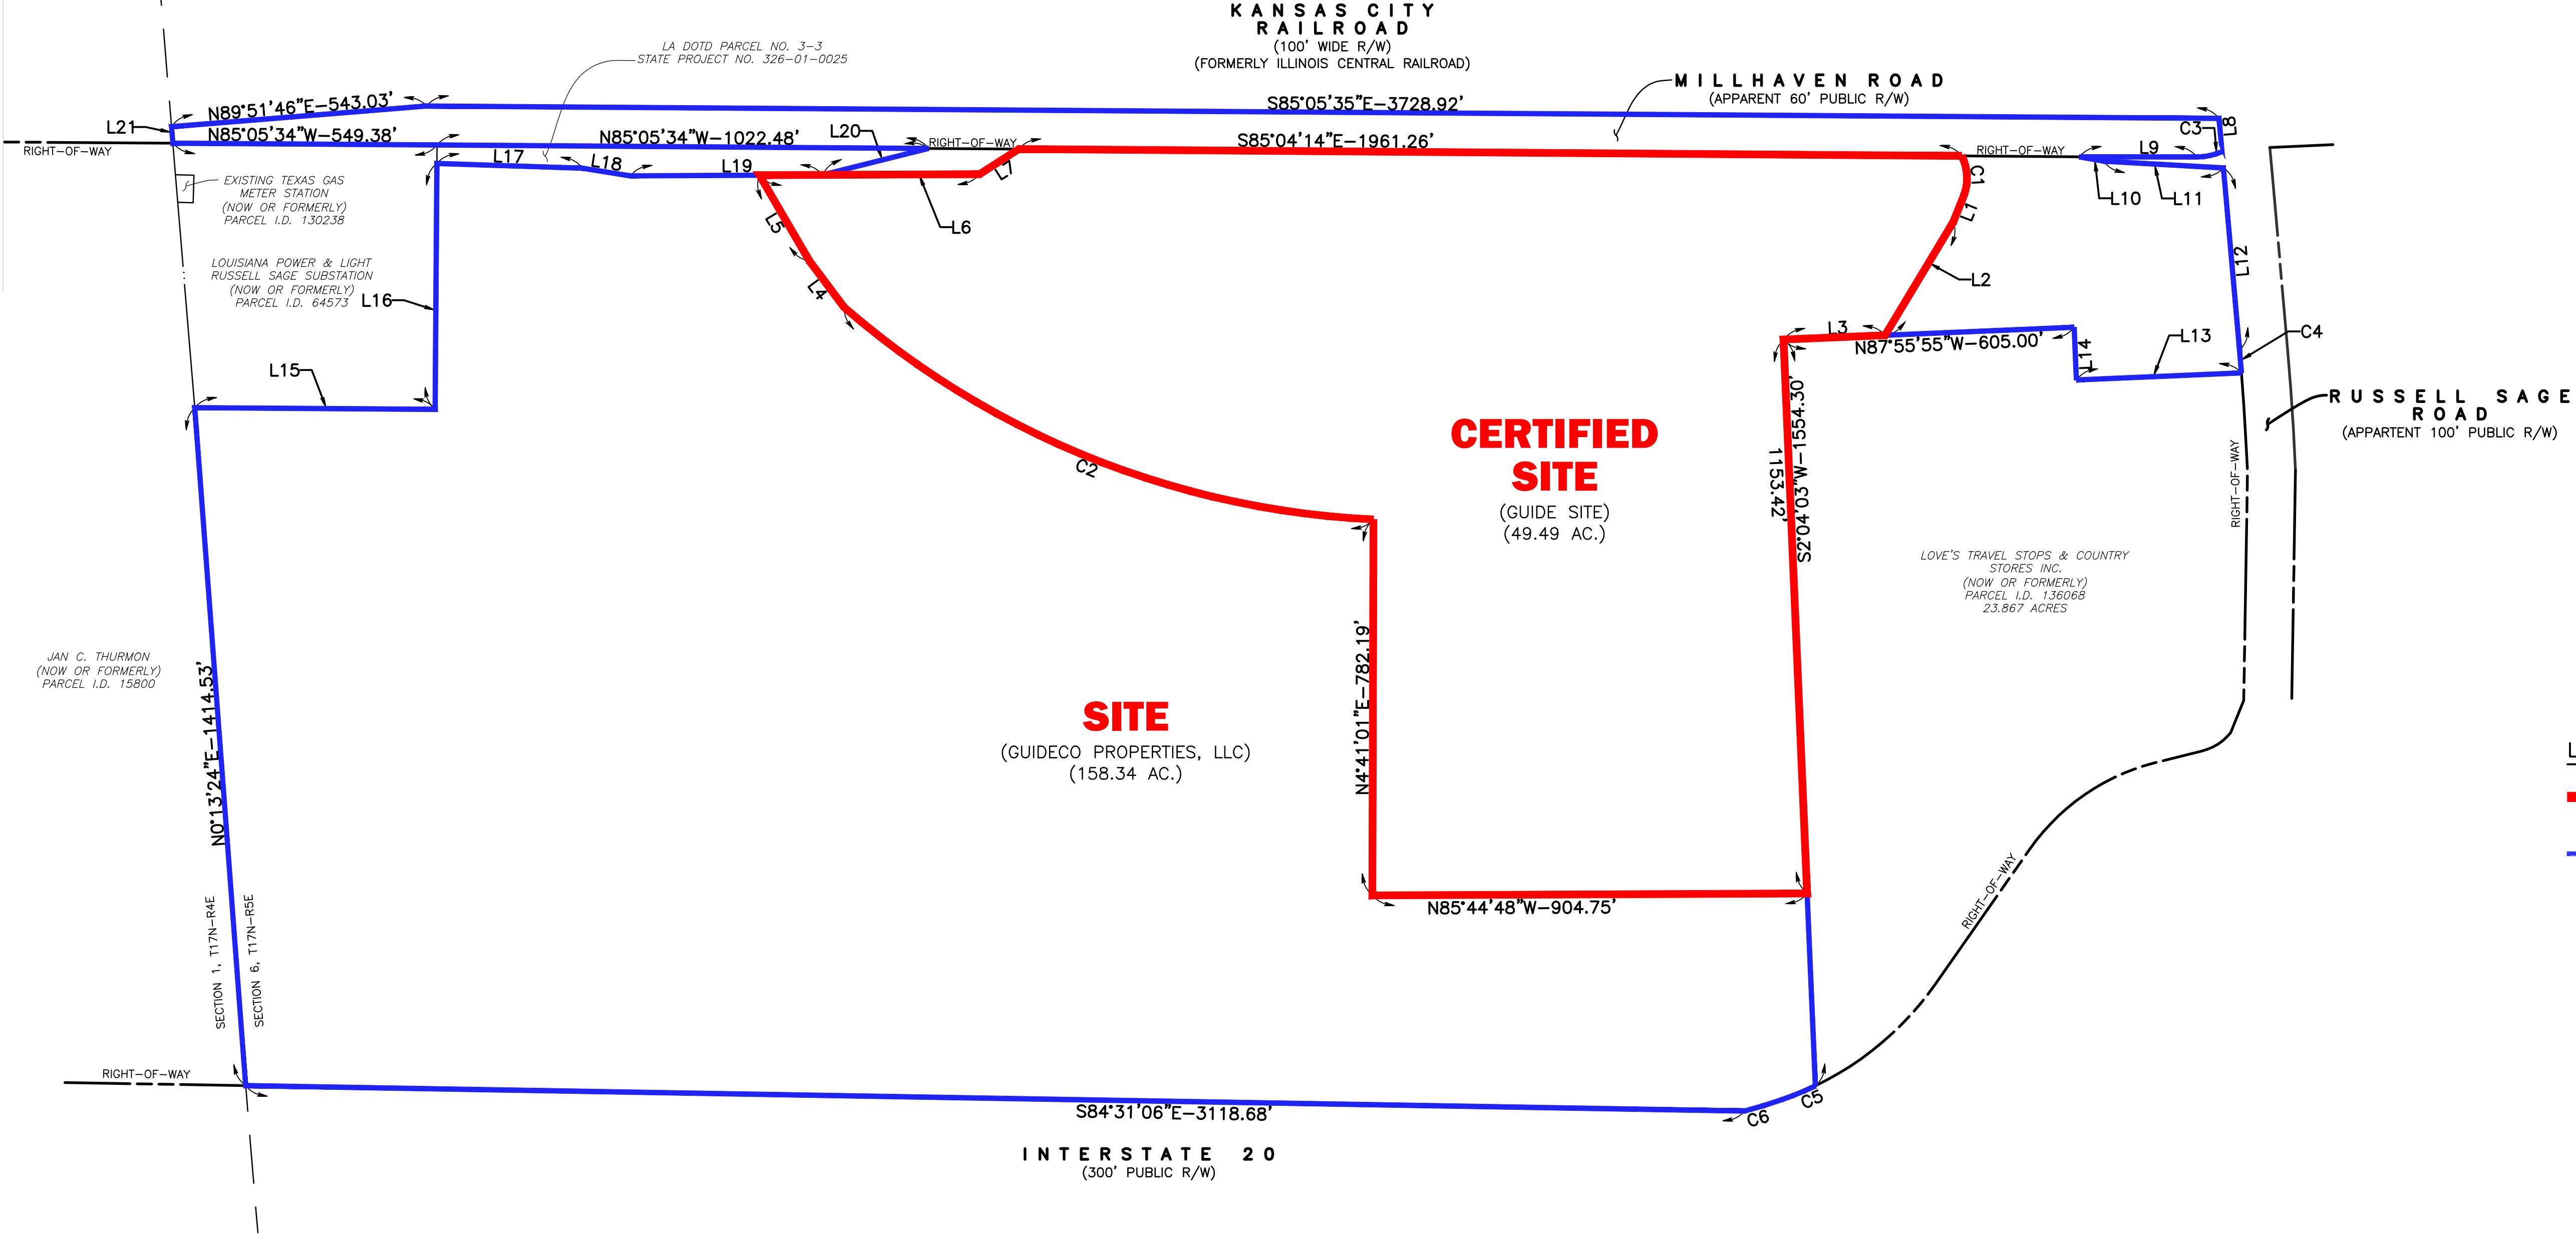 KANSAS CITY
RAILROAD
(100' WIDE R/W)
(FORMERLY ILLINOIS CENTRAL RAILROAD)
LA DOTD PARCEL NO. 3-3
STATE PROJECT NO. 326-01-0025
MILLHAVEN ROAD
(APPARENT 60' PUBLIC R/W)
N89°51'46"E-543.03'
S85°05'35"E-3728.92'
L21
N85°05'34"W-549.38'
N85°05'34"W-1022.48'
L20
RIGHT-OF-WAY
S85°04'14"E-1961.26'
RIGHT-OF-WAY
C3
L8
L9
RIGHT-OF-WAY
L17
L18
L19
L7
C1
L10
L11
EXISTING TEXAS GAS
METER STATION
(NOW OR FORMERLY)
PARCEL I.D. 130238
L5
L6
L1
LOUISIANA POWER & LIGHT
RUSSELL SAGE SUBSTATION
(NOW OR FORMERLY)
PARCEL I.D. 64573
L16
L4
L2
L12
L3
N87°55'55"W-605.00'
L14
L13
C4
L15
RUSSELL SAGE
ROAD
(APPARTENT 100' PUBLIC R/W)
C2
CERTIFIED
SITE
(GUIDE SITE)
(49.49 AC.)
1153.42'
S2°04'03"W-1554.30'
RIGHT-OF-WAY
LOVE'S TRAVEL STOPS & COUNTRY
STORES INC.
(NOW OR FORMERLY)
PARCEL I.D. 136068
23.867 ACRES
JAN C. THURMON
(NOW OR FORMERLY)
PARCEL I.D. 15800
N0°13'24"E-1414.53'
SITE
(GUIDECO PROPERTIES, LLC)
(158.34 AC.)
N4°41'01"E-782.19'
N85°44'48"W-904.75'
RIGHT-OF-WAY
SECTION 1, T17N-R4E
SECTION 6, T17N-R5E
RIGHT-OF-WAY
S84°31'06"E-3118.68'
C6
C5
INTERSTATE 20
(300' PUBLIC R/W)